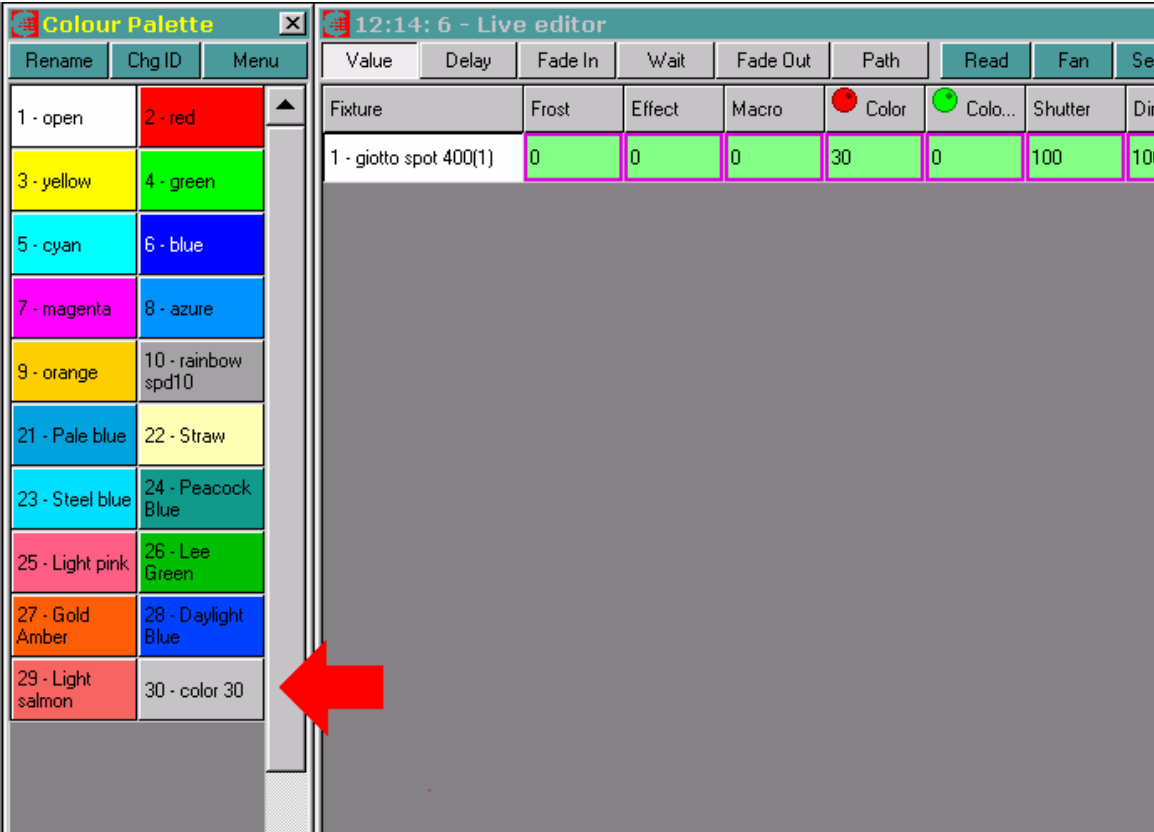 Colour Palette
12:14: 6 - Live editor
Rename Chg ID Menu
Value Delay Fade In Wait Fade Out Path Read Fan Se
1 - open
2 - red
3 - yellow
4 - green
5 - cyan
6 - blue
7 - magenta
8 - azure
9 - orange
10 - rainbow
spd10
21 - Pale blue
22 - Straw
23 - Steel blue
24 - Peacock
Blue
25 - Light pink
26 - Lee
Green
27 - Gold
Amber
28 - Daylight
Blue
29 - Light
salmon
30 - color 30
Fixture Frost Effect Macro Color Colo... Shutter Dir
1 - giotto spot 400(1) 0 0 0 30 0 100 100